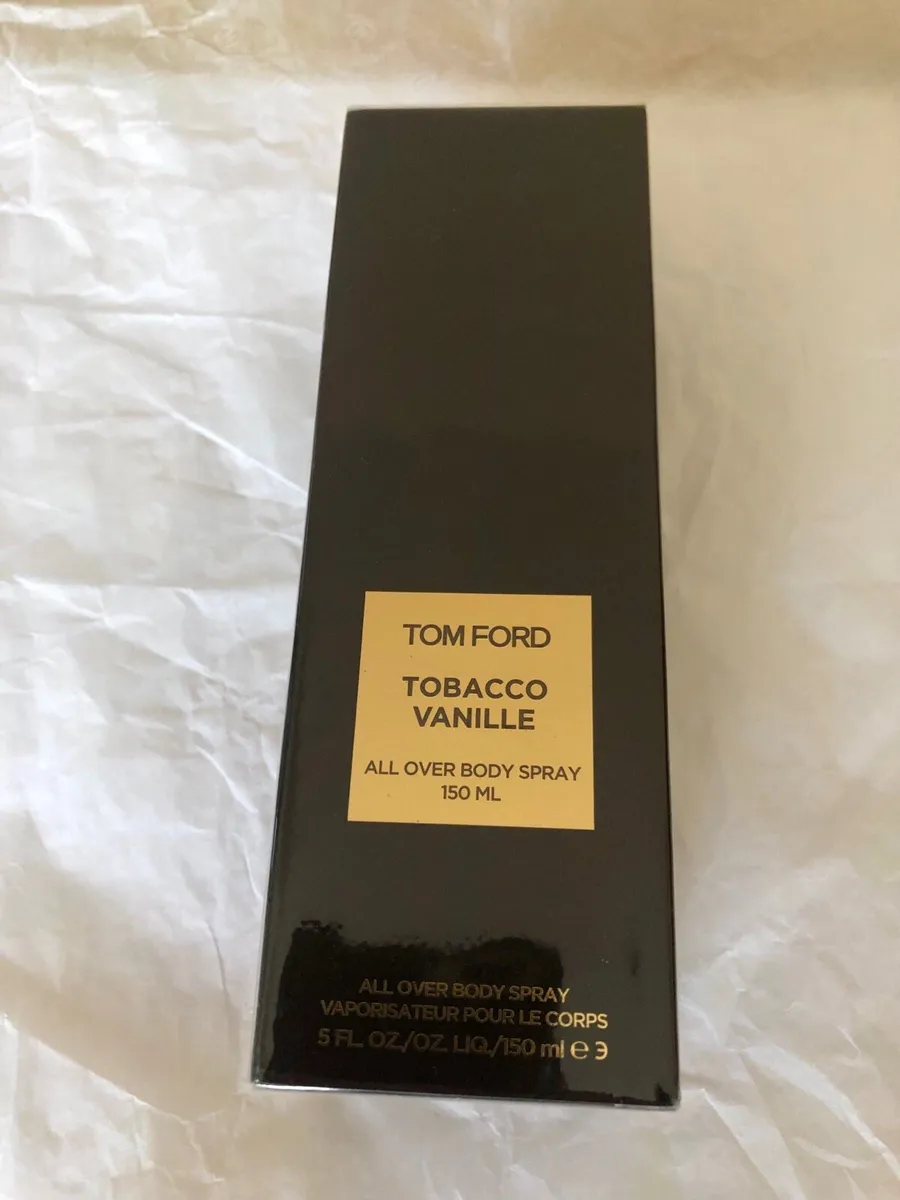 TOM FORD
TOBACCO
VANILLE
ALL OVER BODY SPRAY
150 ML
ALL OVER BODY SPRAY
VAPORISATEUR POUR LE CORPS
5 FL. OZ./OZ. LIQ./150 ml ℮ э